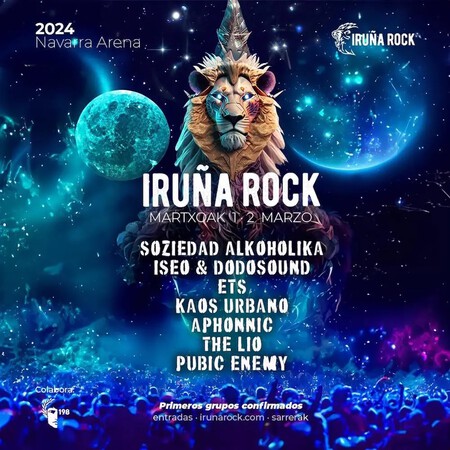 2024
Navarra Arena
IRUÑA ROCK
IRUÑA ROCK
MARTXOAK 1 · 2 MARZO
SOZIEDAD ALKOHOLIKA
ISEO & DODOSOUND
ETS
KAOS URBANO
APHONNIC
THE LIO
PUBIC ENEMY
Colabora:
198
Primeros grupos confirmados
entradas · irunarock.com · sarrerak